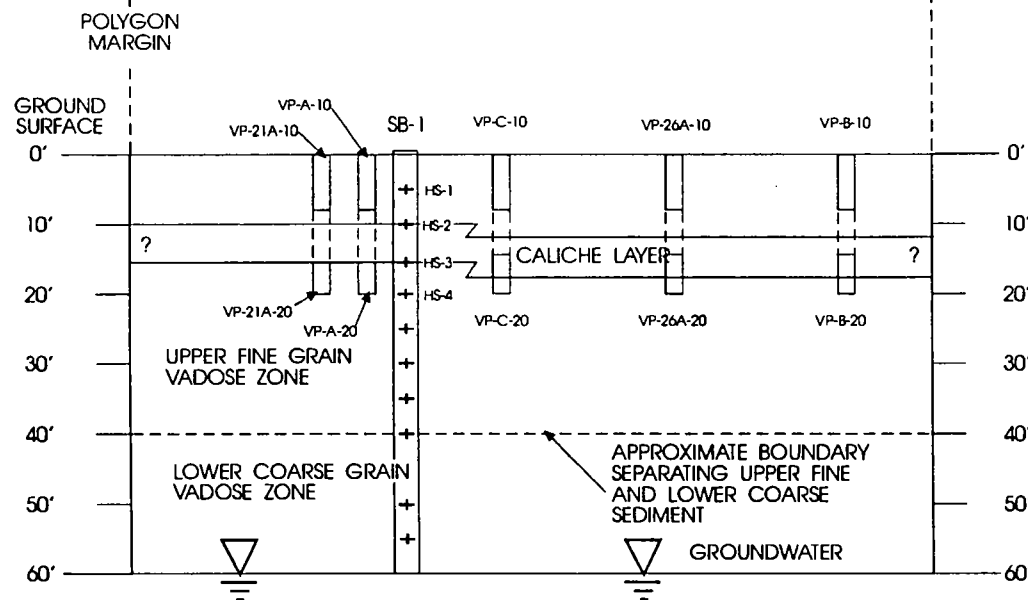 POLYGON
MARGIN
GROUND
SURFACE
VP-A-10
VP-21A-10
SB-1
VP-C-10
VP-26A-10
VP-B-10
0'
0'
HS-1
10'
HS-2
10'
?
HS-3
CALICHE LAYER
?
20'
HS-4
20'
VP-21A-20
VP-A-20
VP-C-20
VP-26A-20
VP-B-20
UPPER FINE GRAIN
VADOSE ZONE
30'
30'
40'
40'
LOWER COARSE GRAIN
VADOSE ZONE
APPROXIMATE BOUNDARY
SEPARATING UPPER FINE
AND LOWER COARSE
SEDIMENT
50'
50
GROUNDWATER
60'
60